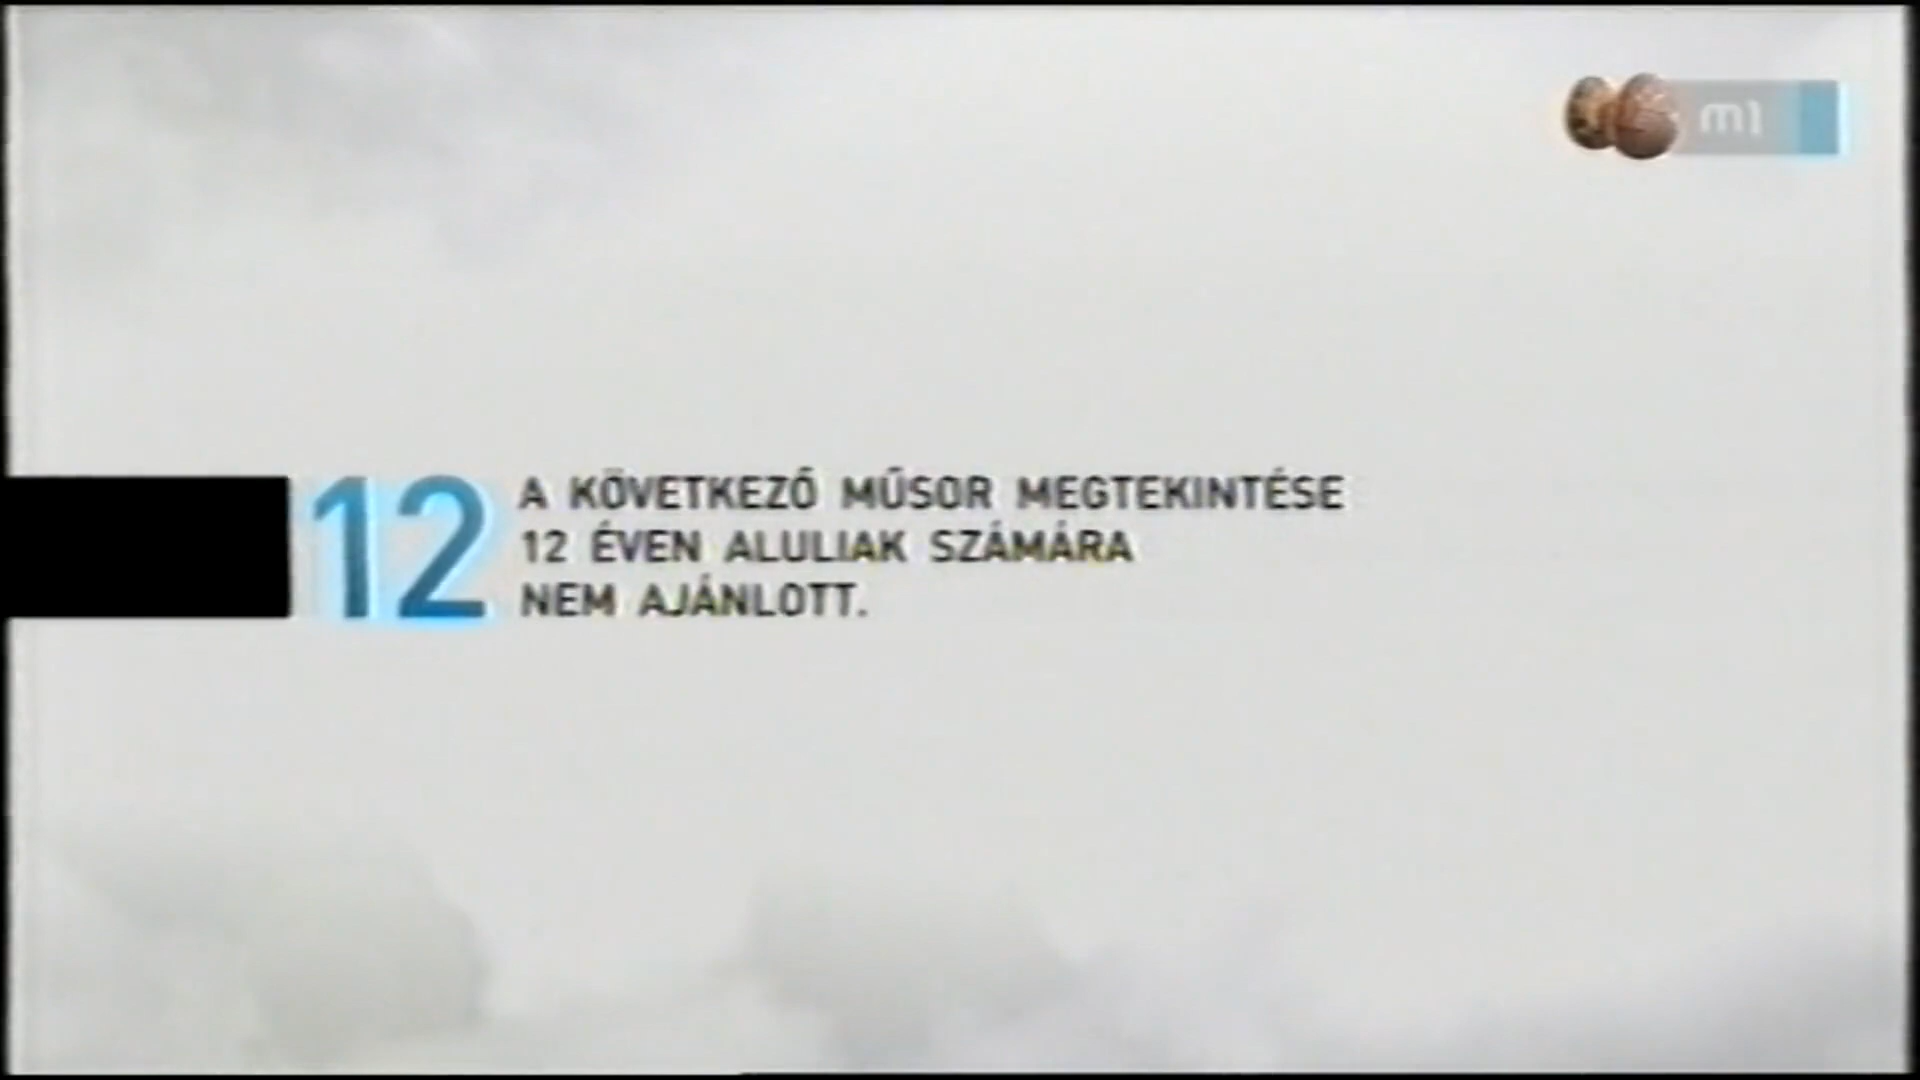 m1
12
A KÖVETKEZŐ MŰSOR MEGTEKINTÉSE
12 ÉVEN ALULIAK SZÁMÁRA
NEM AJÁNLOTT.